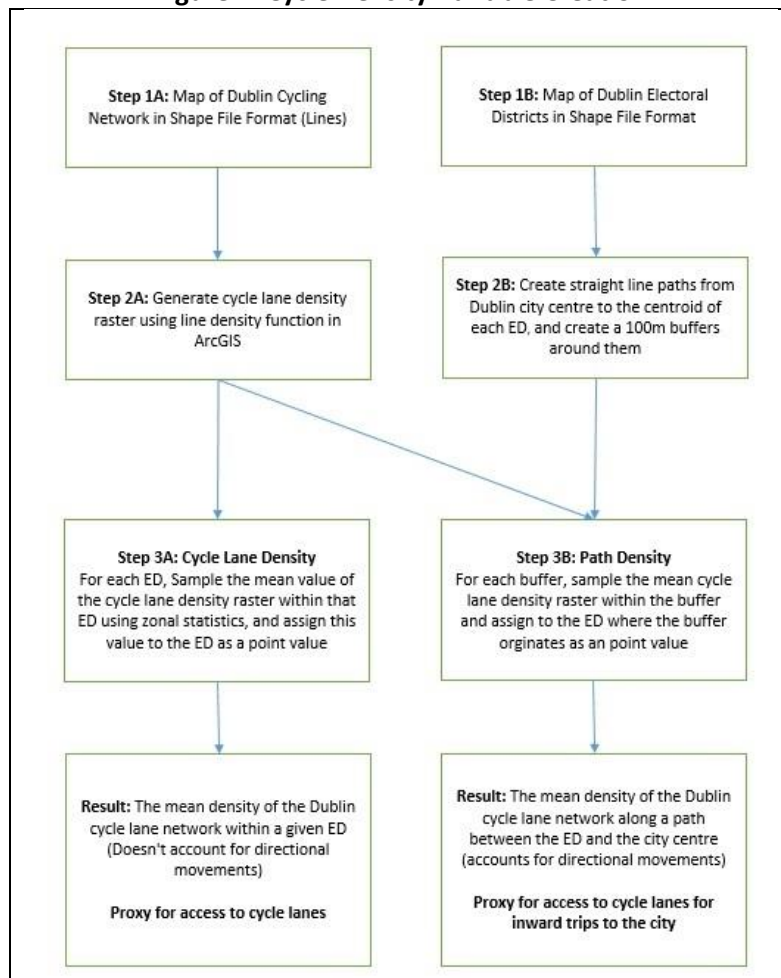 Step 1A: Map of Dublin Cycling
Network in Shape File Format (Lines)
Step 1B: Map of Dublin Electoral
Districts in Shape File Format
Step 2A: Generate cycle lane density
raster using line density function in
ArcGIS
Step 2B: Create straight line paths from
Dublin city centre to the centroid of
each ED, and create a 100m buffers
around them
Step 3A: Cycle Lane Density
For each ED, Sample the mean value of
the cycle lane density raster within that
ED using zonal statistics, and assign this
value to the ED as a point value
Step 3B: Path Density
For each buffer, sample the mean cycle
lane density raster within the buffer
and assign to the ED where the buffer
orginates as an point value
Result: The mean density of the Dublin
cycle lane network within a given ED
(Doesn't account for directional
movements)
Proxy for access to cycle lanes
Result: The mean density of the Dublin
cycle lane network along a path
between the ED and the city centre
(accounts for directional movements)
Proxy for access to cycle lanes for
inward trips to the city